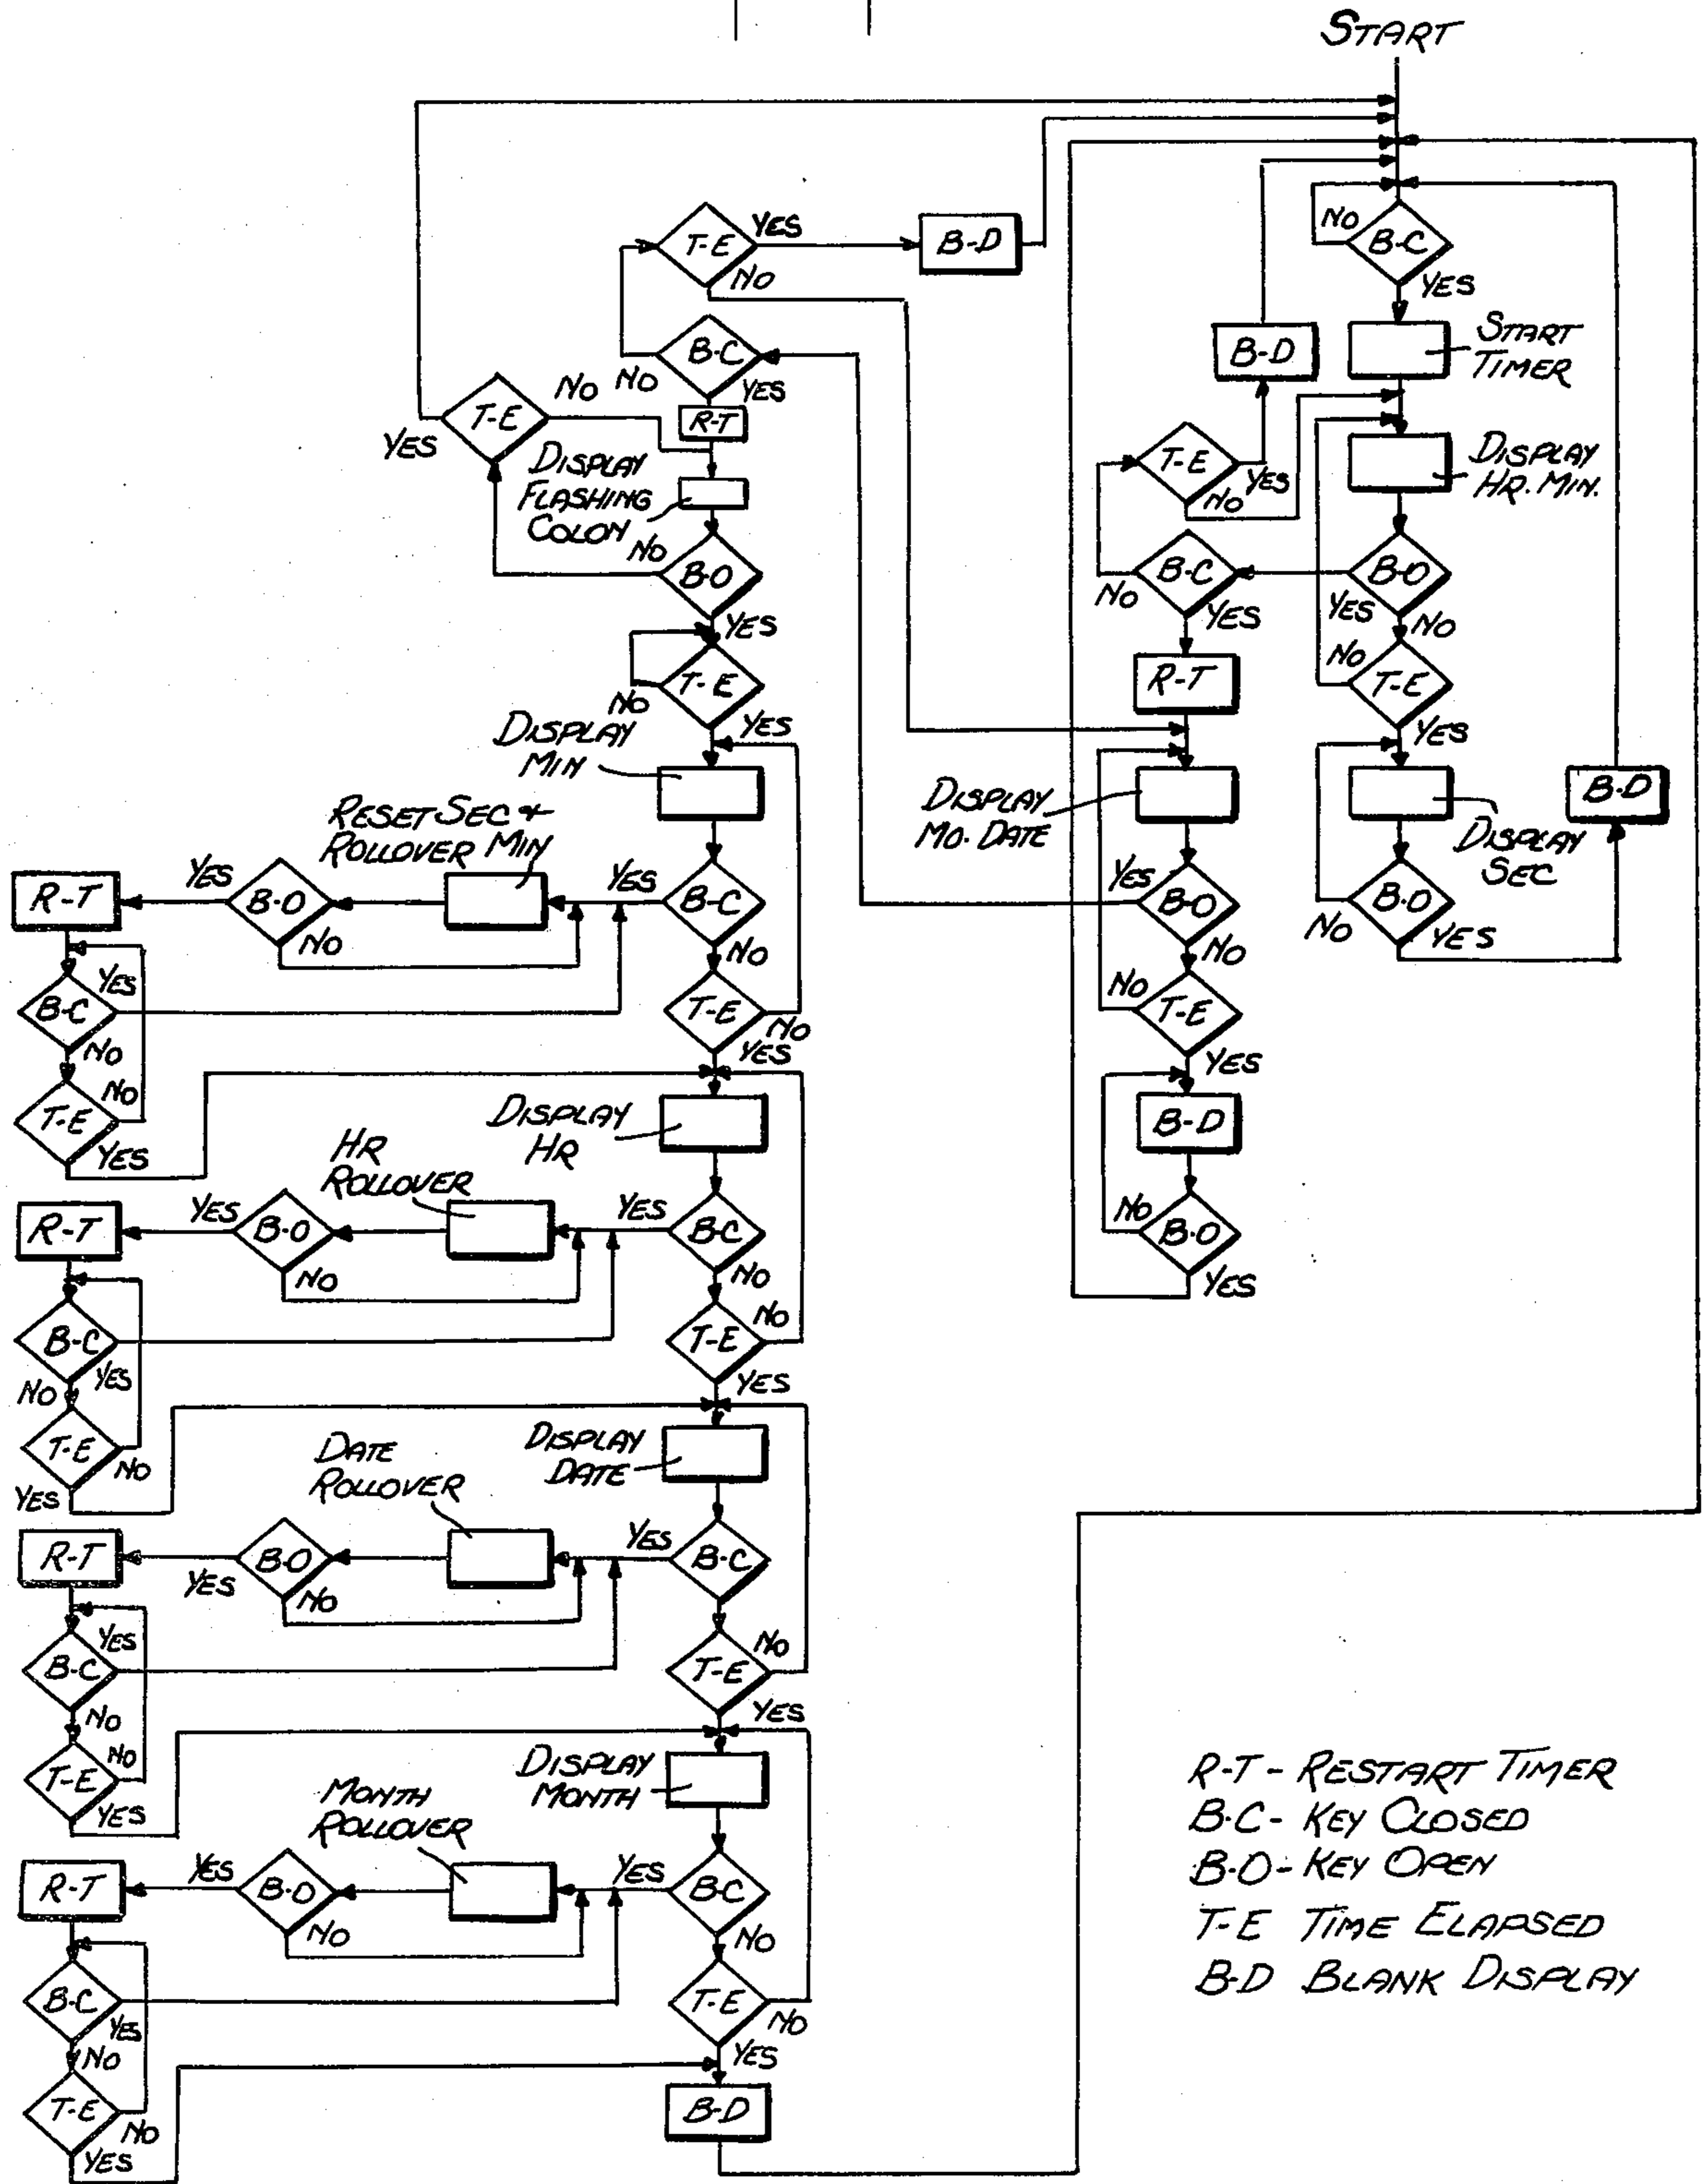 START
NO
B-C
YES
START
TIMER
DISPLAY
HR. MIN.
B-O
YES
NO
NO
T-E
YES
DISPLAY
SEC
B-O
NO
YES
B-D
B-D
T-E
YES
NO
B-C
NO
YES
R-T
DISPLAY
MO. DATE
YES
B-O
NO
NO
T-E
YES
B-D
NO
B-O
YES
T-E
YES
NO
B-D
B-C
NO
YES
R-T
T-E
NO
YES
DISPLAY
FLASHING
COLON
NO
B-O
YES
T-E
NO
YES
DISPLAY
MIN
RESET SEC &
ROLLOVER MIN
R-T
YES
B-O
NO
YES
B-C
NO
B-C
YES
NO
T-E
NO
YES
T-E
NO
YES
DISPLAY
HR
HR
ROLLOVER
R-T
YES
B-O
NO
YES
B-C
NO
B-C
YES
NO
T-E
NO
YES
T-E
NO
YES
DISPLAY
DATE
DATE
ROLLOVER
R-T
YES
B-O
NO
YES
B-C
B-C
YES
NO
T-E
NO
YES
T-E
NO
YES
DISPLAY
MONTH
MONTH
ROLLOVER
R-T
YES
B-O
NO
YES
B-C
NO
B-C
YES
NO
T-E
NO
YES
T-E
NO
YES
B-D
R-T - RESTART TIMER
B-C - KEY CLOSED
B-O - KEY OPEN
T-E TIME ELAPSED
B-D BLANK DISPLAY